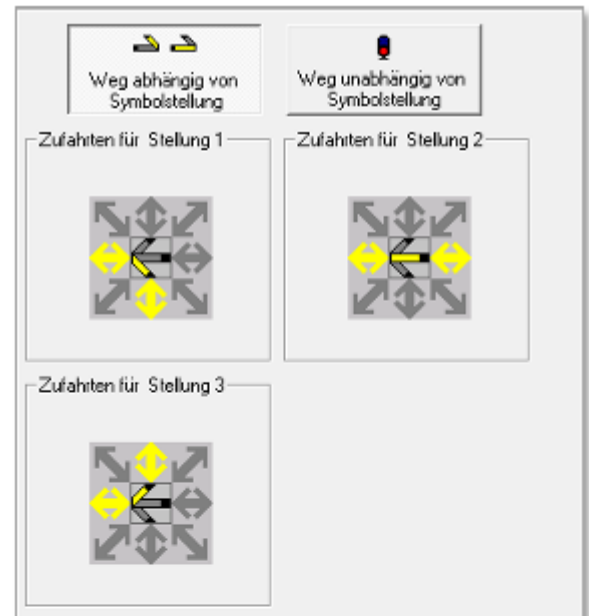 Weg abhängig von
Symbolstellung
Weg unabhängig von
Symbolstellung
Zufahrten für Stellung 1
Zufahrten für Stellung 2
Zufahrten für Stellung 3